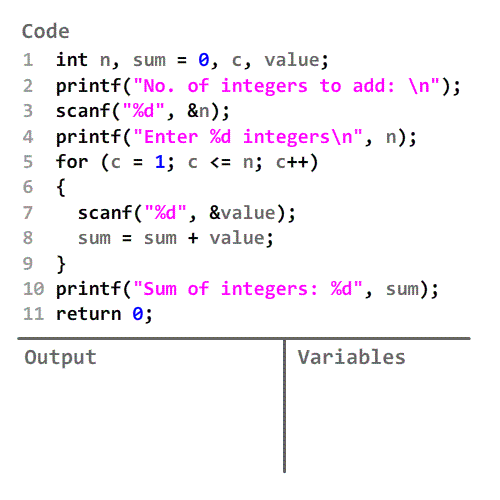 Code
1 int n, sum = 0, c, value;
2 printf("No. of integers to add: \n");
3 scanf("%d", &n);
4 printf("Enter %d integers\n", n);
5 for (c = 1; c <= n; c++)
6 {
7 scanf("%d", &value);
8 sum = sum + value;
9 }
10 printf("Sum of integers: %d", sum);
11 return 0;
Output Variables